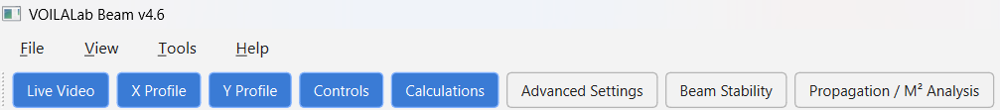 VOILALab Beam v4.6
File View Tools Help
Live Video X Profile Y Profile Controls Calculations Advanced Settings Beam Stability Propagation / M² Analysis